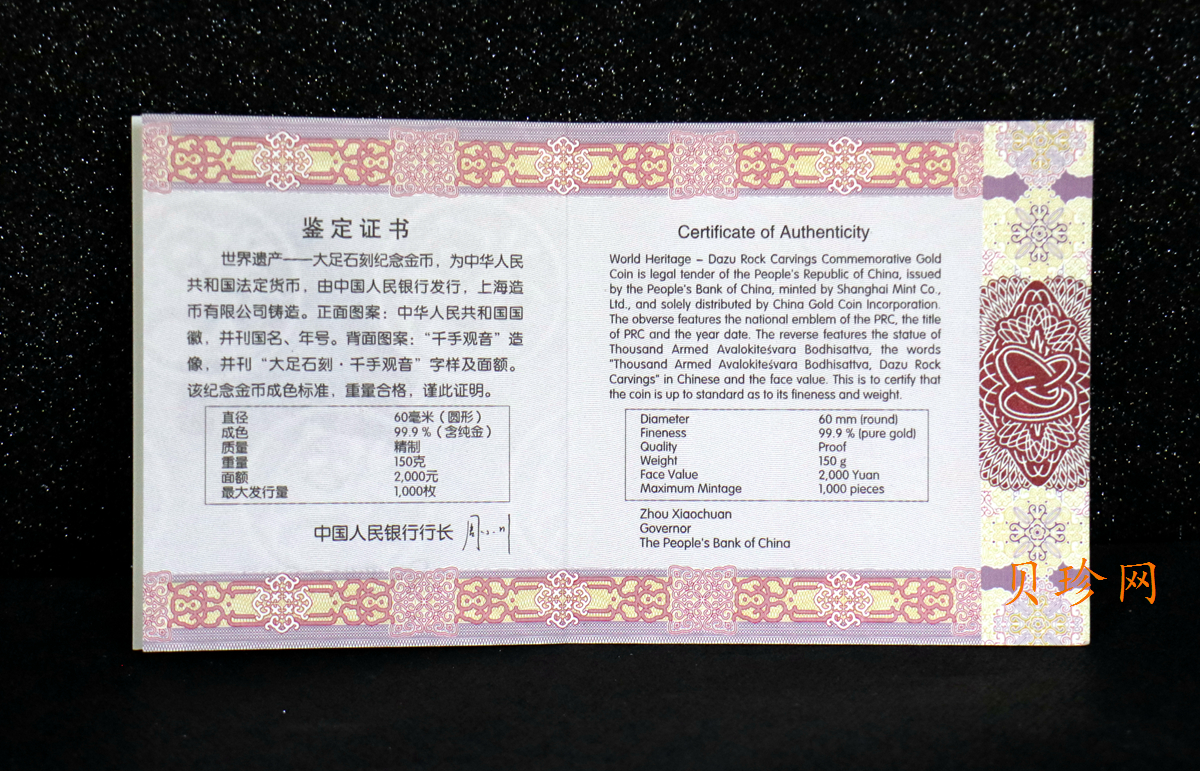 鉴定证书
世界遗产——大足石刻纪念金币，为中华人民
共和国法定货币，由中国人民银行发行，上海造
币有限公司铸造。正面图案：中华人民共和国国
徽，并刊国名、年号。背面图案：“千手观音”造
像，并刊“大足石刻·千手观音”字样及面额。
该纪念金币成色标准，重量合格，谨此证明。
直径 60毫米（圆形）
成色 99.9％（含纯金）
质量 精制
重量 150克
面额 2,000元
最大发行量 1,000枚
中国人民银行行长
Certificate of Authenticity
World Heritage – Dazu Rock Carvings Commemorative Gold
Coin is legal tender of the People's Republic of China, issued
by the People's Bank of China, minted by Shanghai Mint Co.,
Ltd., and solely distributed by China Gold Coin Incorporation.
The obverse features the national emblem of the PRC, the title
of PRC and the year date. The reverse features the statue of
Thousand Armed Avalokiteśvara Bodhisattva, the words
"Thousand Armed Avalokiteśvara Bodhisattva, Dazu Rock
Carvings" in Chinese and the face value. This is to certify that
the coin is up to standard as to its fineness and weight.
Diameter 60 mm (round)
Fineness 99.9 % (pure gold)
Quality Proof
Weight 150 g
Face Value 2,000 Yuan
Maximum Mintage 1,000 pieces
Zhou Xiaochuan
Governor
The People's Bank of China
贝珍网